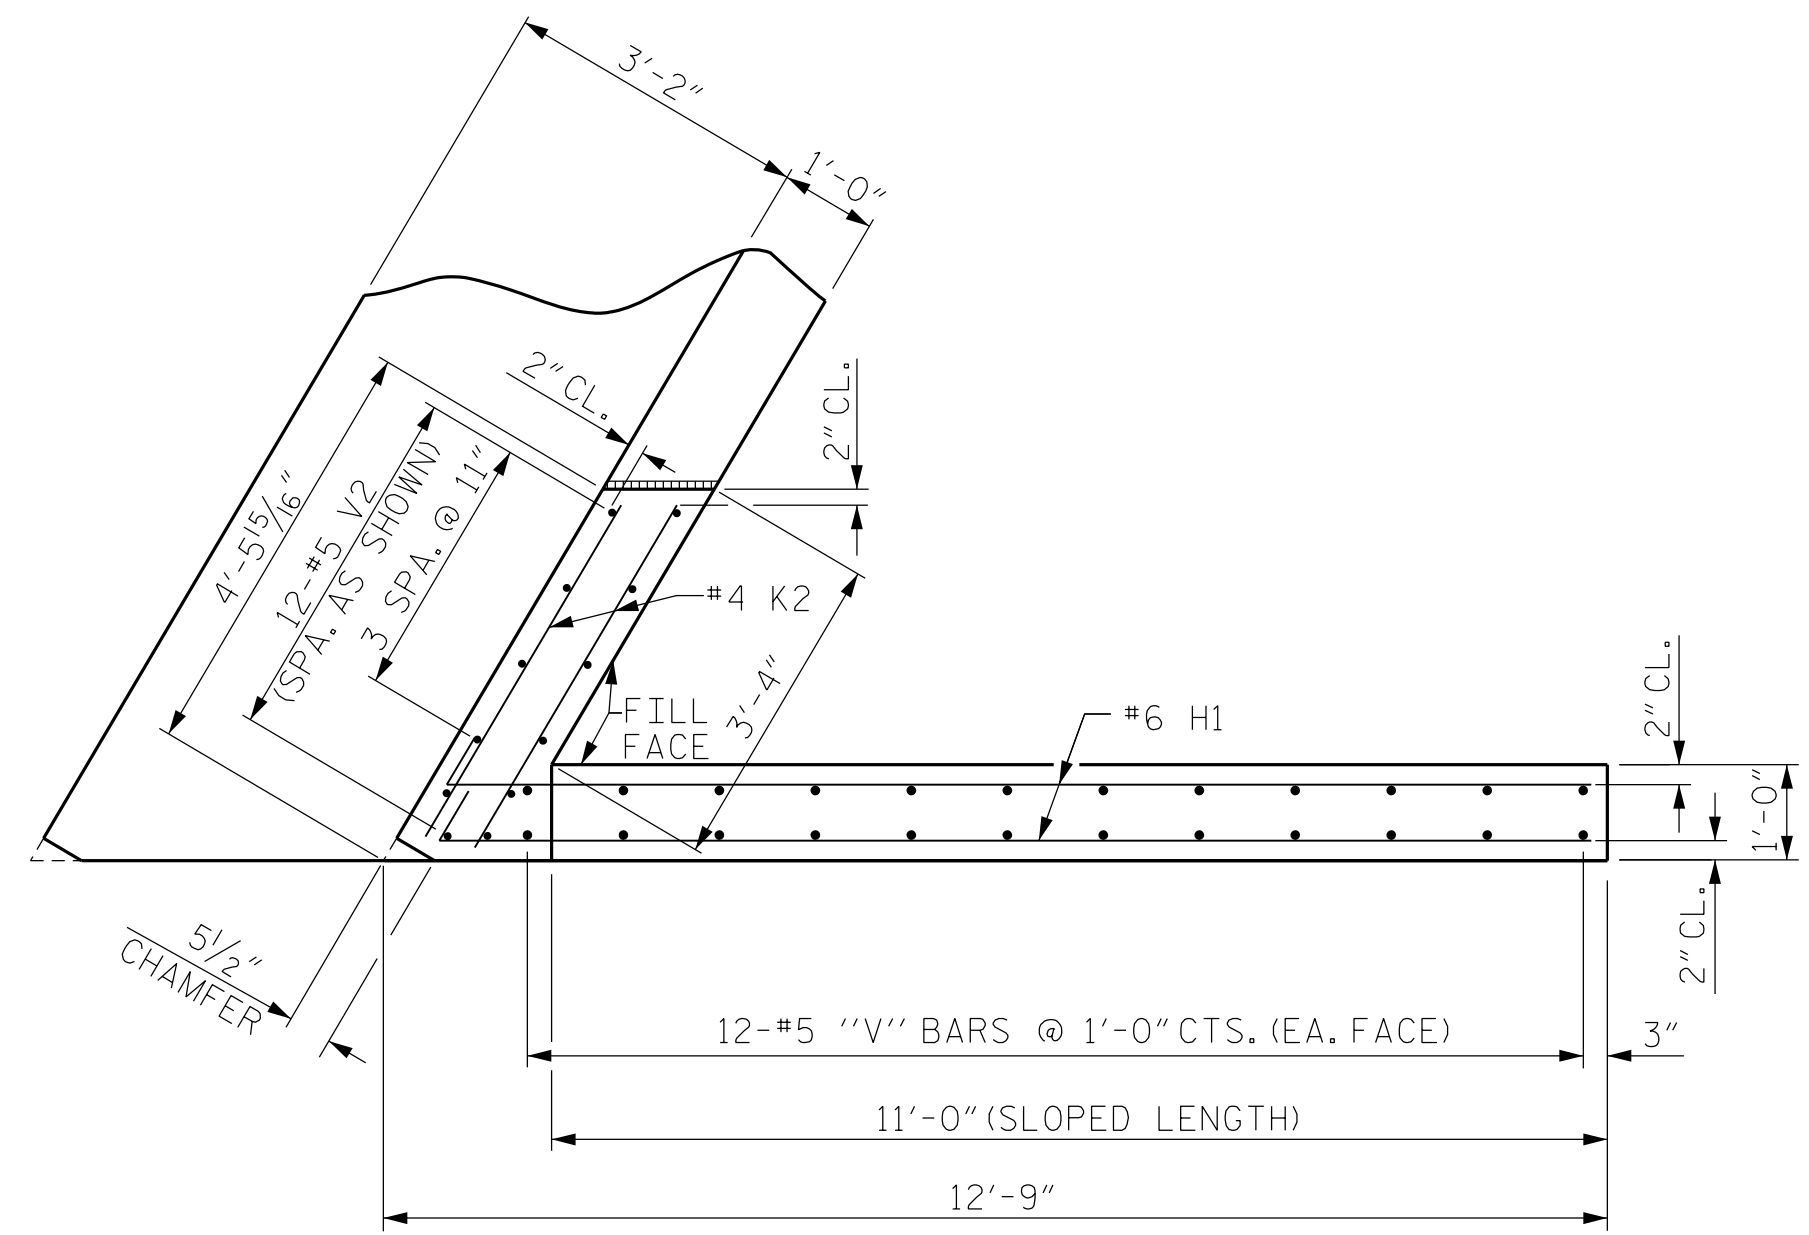 3'-2"
1'-0"
2" CL.
2" CL.
4'-5 15/16"
12-#5 V2
(SPA. AS SHOWN)
3 SPA. @ 11"
#4 K2
FILL
FACE
3'-4"
#6 H1
2" CL.
1'-0"
2" CL.
5 1/2"
CHAMFER
12-#5 ''V'' BARS @ 1'-0" CTS. (EA. FACE)
3"
11'-0" (SLOPED LENGTH)
12'-9"